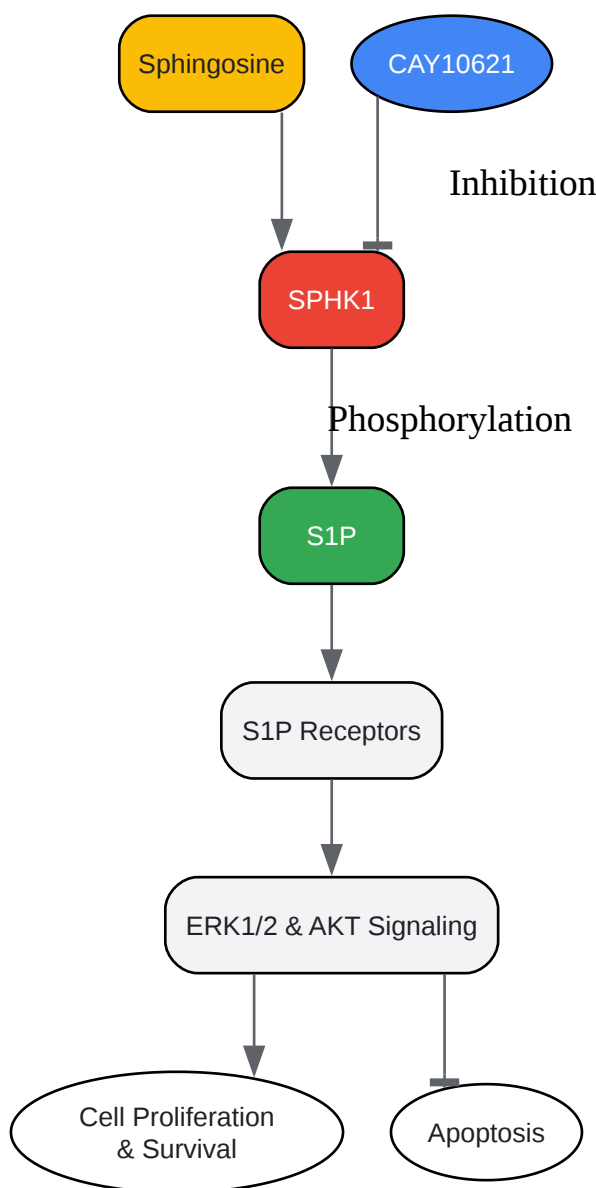 Sphingosine
CAY10621
Inhibition
SPHK1
Phosphorylation
S1P
S1P Receptors
ERK1/2 & AKT Signaling
Cell Proliferation
& Survival
Apoptosis